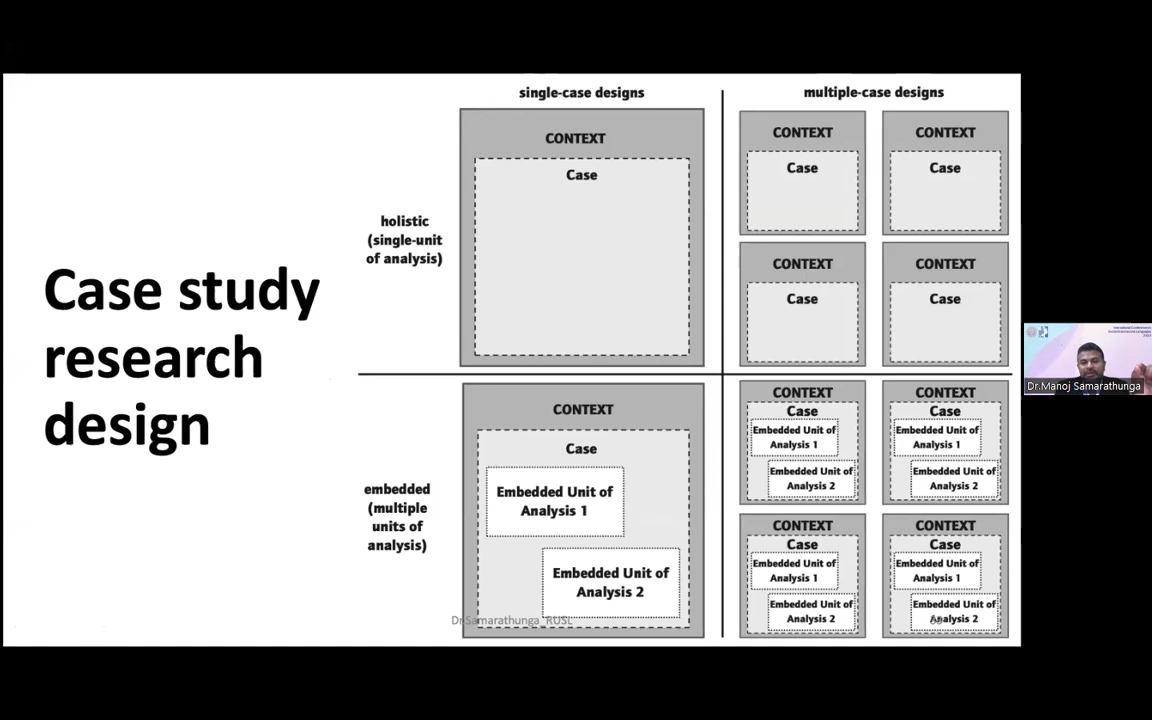 Case study
research
design
single-case designs
multiple-case designs
holistic
(single-unit
of analysis)
CONTEXT
Case
CONTEXT
Case
CONTEXT
Case
CONTEXT
Case
CONTEXT
Case
embedded
(multiple
units of
analysis)
CONTEXT
Case
Embedded Unit of
Analysis 1
Embedded Unit of
Analysis 2
CONTEXT
Case
Embedded Unit of
Analysis 1
Embedded Unit of
Analysis 2
CONTEXT
Case
Embedded Unit of
Analysis 1
Embedded Unit of
Analysis 2
CONTEXT
Case
Embedded Unit of
Analysis 1
Embedded Unit of
Analysis 2
CONTEXT
Case
Embedded Unit of
Analysis 1
Embedded Unit of
Analysis 2
Dr Samarathunga RUSL
Dr.Manoj Samarathunga